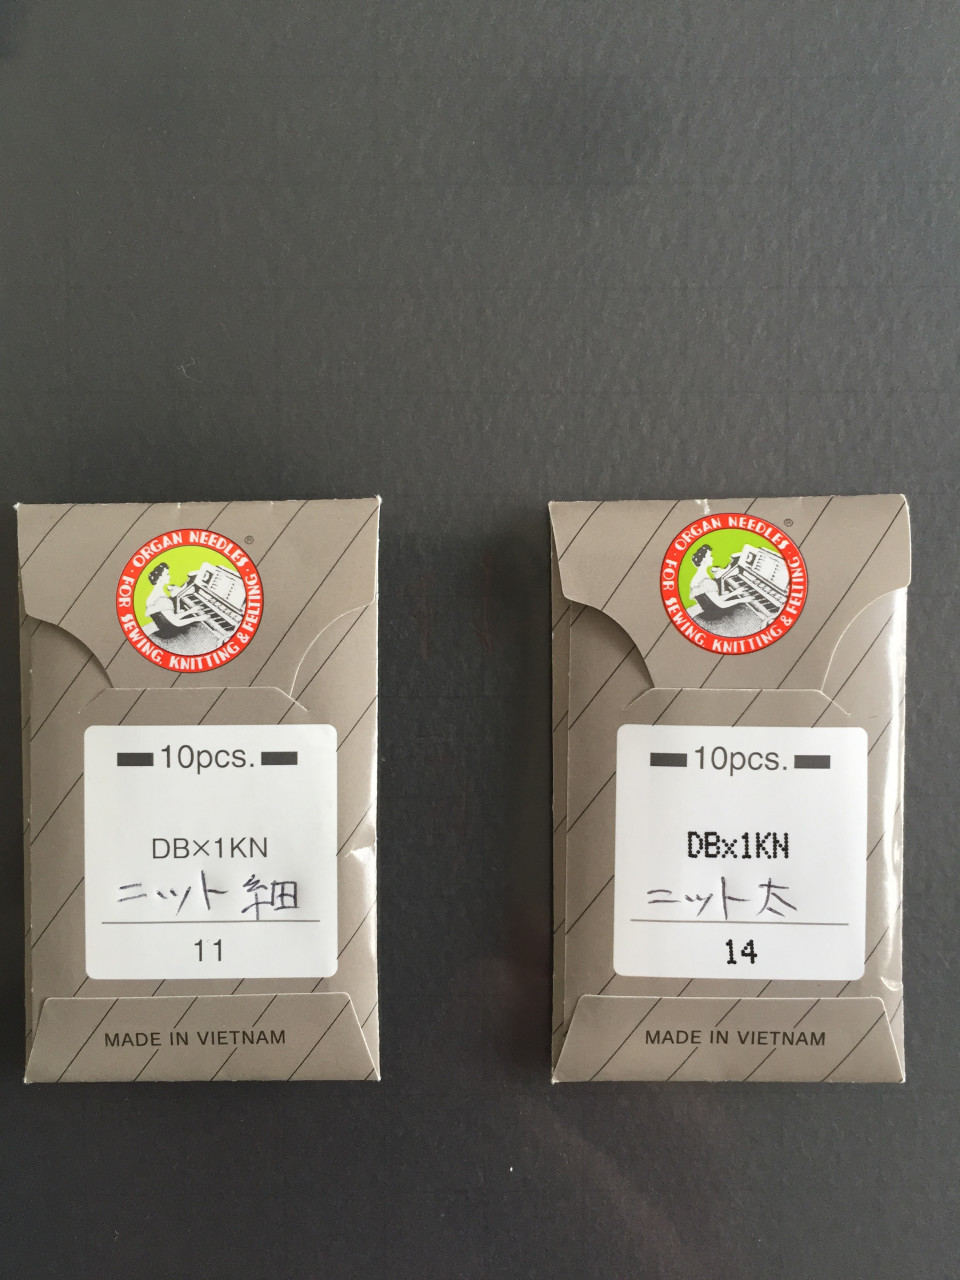 ORGAN NEEDLES ®
· FOR SEWING, KNITTING & FELTING ·
10pcs.
DB×1KN
ニット 細
11
MADE IN VIETNAM
ORGAN NEEDLES ®
· FOR SEWING, KNITTING & FELTING ·
10pcs.
DBx1KN
ニット太
14
MADE IN VIETNAM